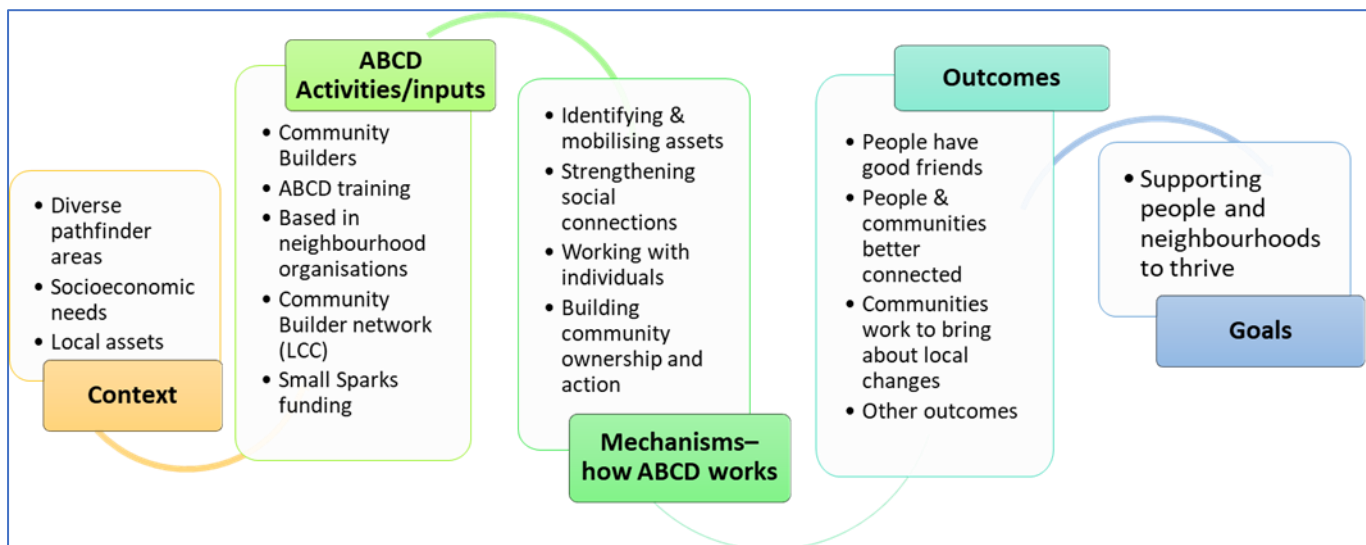 • Diverse
pathfinder
areas
• Socioeconomic
needs
• Local assets
Context
ABCD
Activities/inputs
• Community
Builders
• ABCD training
• Based in
neighbourhood
organisations
• Community
Builder network
(LCC)
• Small Sparks
funding
• Identifying &
mobilising assets
• Strengthening
social
connections
• Working with
individuals
• Building
community
ownership and
action
Mechanisms–
how ABCD works
Outcomes
• People have
good friends
• People &
communities
better
connected
• Communities
work to bring
about local
changes
• Other outcomes
• Supporting
people and
neighbourhoods
to thrive
Goals